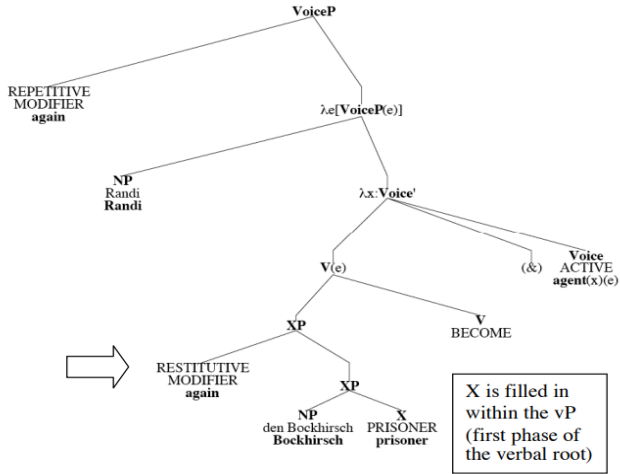 VoiceP
REPETITIVE
MODIFIER
again
λe[VoiceP(e)]
NP
Randi
Randi
λx:Voice'
V(e)
(&)
Voice
ACTIVE
agent(x)(e)
XP
V
BECOME
RESTITUTIVE
MODIFIER
again
XP
NP
den Bockhirsch
Bockhirsch
X
PRISONER
prisoner
X is filled in
within the vP
(first phase of
the verbal root)